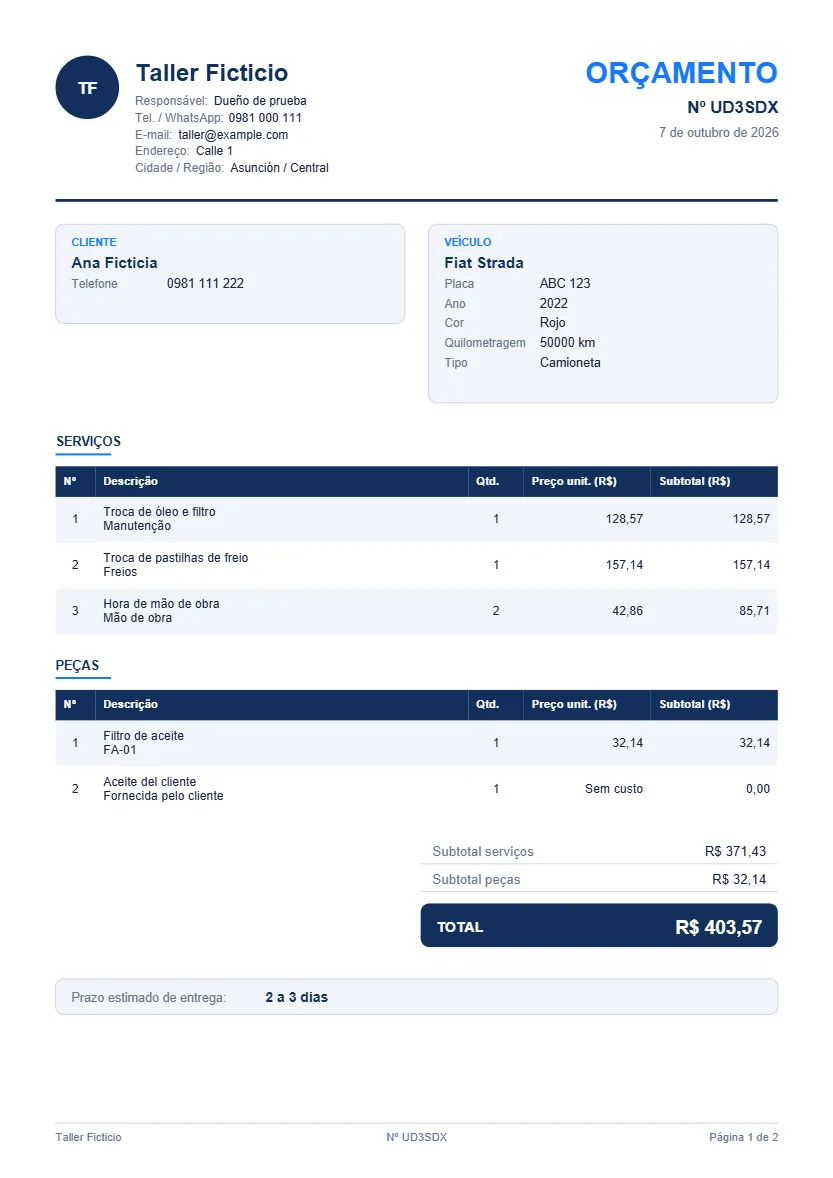 TF
Taller Ficticio
Responsável: Dueño de prueba
Tel. / WhatsApp: 0981 000 111
E-mail: taller@example.com
Endereço: Calle 1
Cidade / Região: Asunción / Central
ORÇAMENTO
Nº UD3SDX
7 de outubro de 2026
CLIENTE
Ana Ficticia
Telefone 0981 111 222
VEÍCULO
Fiat Strada
Placa ABC 123
Ano 2022
Cor Rojo
Quilometragem 50000 km
Tipo Camioneta
SERVIÇOS
Nº Descrição Qtd. Preço unit. (R$) Subtotal (R$)
1 Troca de óleo e filtro 1 128,57 128,57
Manutenção
2 Troca de pastilhas de freio 1 157,14 157,14
Freios
3 Hora de mão de obra 2 42,86 85,71
Mão de obra
PEÇAS
Nº Descrição Qtd. Preço unit. (R$) Subtotal (R$)
1 Filtro de aceite 1 32,14 32,14
FA-01
2 Aceite del cliente 1 Sem custo 0,00
Fornecida pelo cliente
Subtotal serviços R$ 371,43
Subtotal peças R$ 32,14
TOTAL R$ 403,57
Prazo estimado de entrega: 2 a 3 dias
Taller Ficticio Nº UD3SDX Página 1 de 2